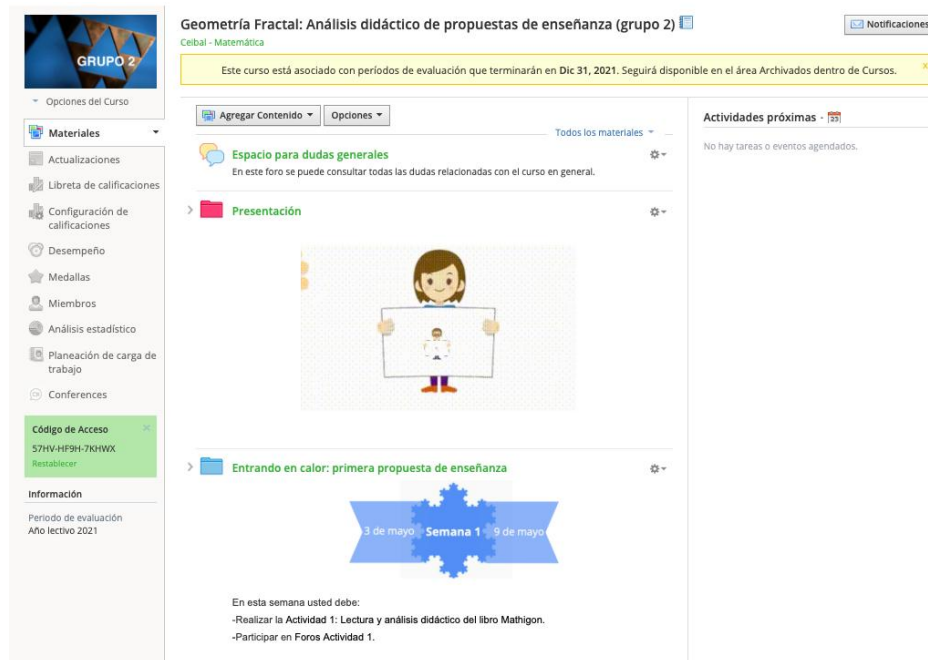 GRUPO 2
Opciones del Curso
Materiales
Actualizaciones
Libreta de calificaciones
Configuración de
calificaciones
Desempeño
Medallas
Miembros
Análisis estadístico
Planeación de carga de
trabajo
Conferences
Código de Acceso
57HV-HF9H-7KHWX
Restablecer
Información
Periodo de evaluación
Año lectivo 2021
Geometría Fractal: Análisis didáctico de propuestas de enseñanza (grupo 2)
Notificaciones
Ceibal - Matemática
Este curso está asociado con períodos de evaluación que terminarán en Dic 31, 2021. Seguirá disponible en el área Archivados dentro de Cursos.
Agregar Contenido
Opciones
Todos los materiales
Espacio para dudas generales
En este foro se puede consultar todas las dudas relacionadas con el curso en general.
Presentación
Entrando en calor: primera propuesta de enseñanza
3 de mayo Semana 1 9 de mayo
En esta semana usted debe:
-Realizar la Actividad 1: Lectura y análisis didáctico del libro Mathigon.
-Participar en Foros Actividad 1.
Actividades próximas ·
No hay tareas o eventos agendados.